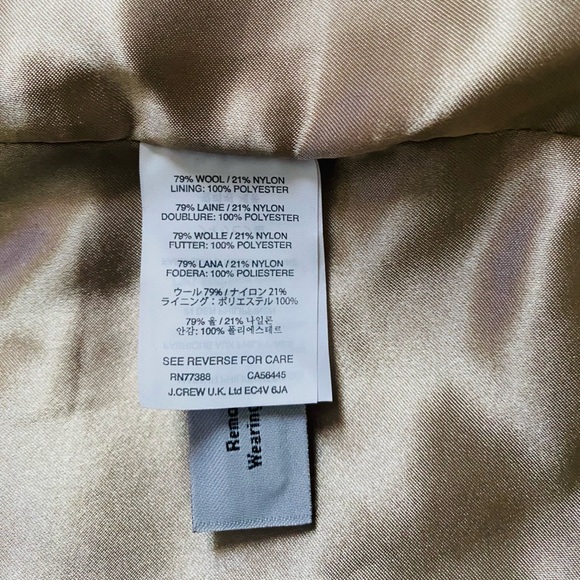 79% WOOL / 21% NYLON
LINING: 100% POLYESTER
79% LAINE / 21% NYLON
DOUBLURE: 100% POLYESTER
79% WOLLE / 21% NYLON
FUTTER: 100% POLYESTER
79% LANA / 21% NYLON
FODERA: 100% POLIESTERE
ウール 79% / ナイロン 21%
ライニング : ポリエステル 100%
79% 울 / 21% 나일론
안감: 100% 폴리에스테르
SEE REVERSE FOR CARE
RN77388 CA56445
J.CREW U.K. Ltd EC4V 6JA
Remo
Wearing